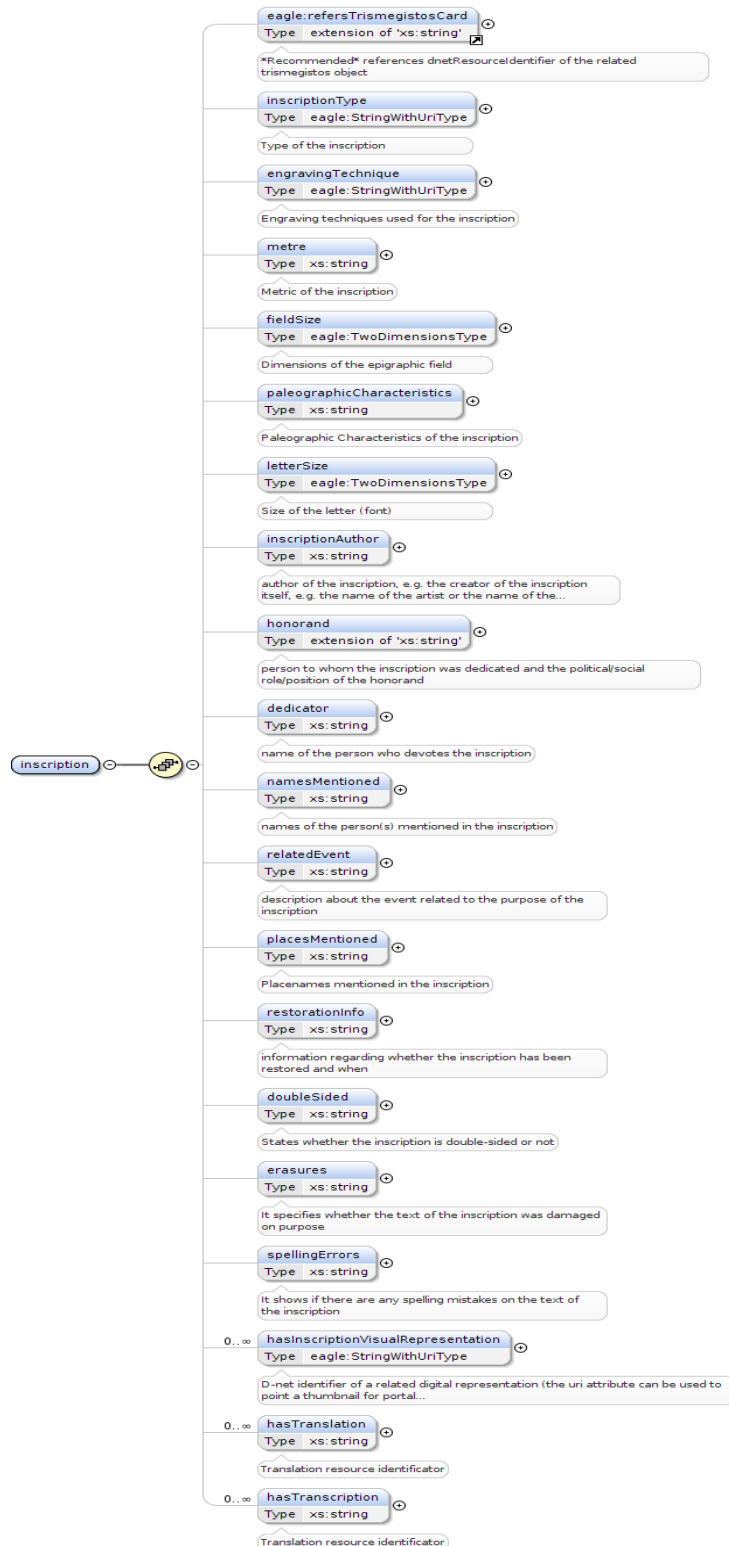 eagle:refersTrismegistosCard
Type extension of 'xs:string'
*Recommended* references dnetResourceIdentifier of the related
trismegistos object
inscriptionType
Type eagle:StringWithUriType
Type of the inscription
engravingTechnique
Type eagle:StringWithUriType
Engraving techniques used for the inscription
metre
Type xs:string
Metric of the inscription
fieldSize
Type eagle:TwoDimensionsType
Dimensions of the epigraphic field
paleographicCharacteristics
Type xs:string
Paleographic Characteristics of the inscription
letterSize
Type eagle:TwoDimensionsType
Size of the letter (font)
inscriptionAuthor
Type xs:string
author of the inscription, e.g. the creator of the inscription
itself, e.g. the name of the artist or the name of the...
honorand
Type extension of 'xs:string'
person to whom the inscription was dedicated and the political/social
role/position of the honorand
dedicator
Type xs:string
name of the person who devotes the inscription
inscription
namesMentioned
Type xs:string
names of the person(s) mentioned in the inscription
relatedEvent
Type xs:string
description about the event related to the purpose of the
inscription
placesMentioned
Type xs:string
Placenames mentioned in the inscription
restorationInfo
Type xs:string
information regarding whether the inscription has been
restored and when
doubleSided
Type xs:string
States whether the inscription is double-sided or not
erasures
Type xs:string
It specifies whether the text of the inscription was damaged
on purpose
spellingErrors
Type xs:string
It shows if there are any spelling mistakes on the text of
the inscription
0..∞ hasInscriptionVisualRepresentation
Type eagle:StringWithUriType
D-net identifier of a related digital representation (the uri attribute can be used to
point a thumbnail for portal...
0..∞ hasTranslation
Type xs:string
Translation resource identificator
0..∞ hasTranscription
Type xs:string
Translation resource identificator